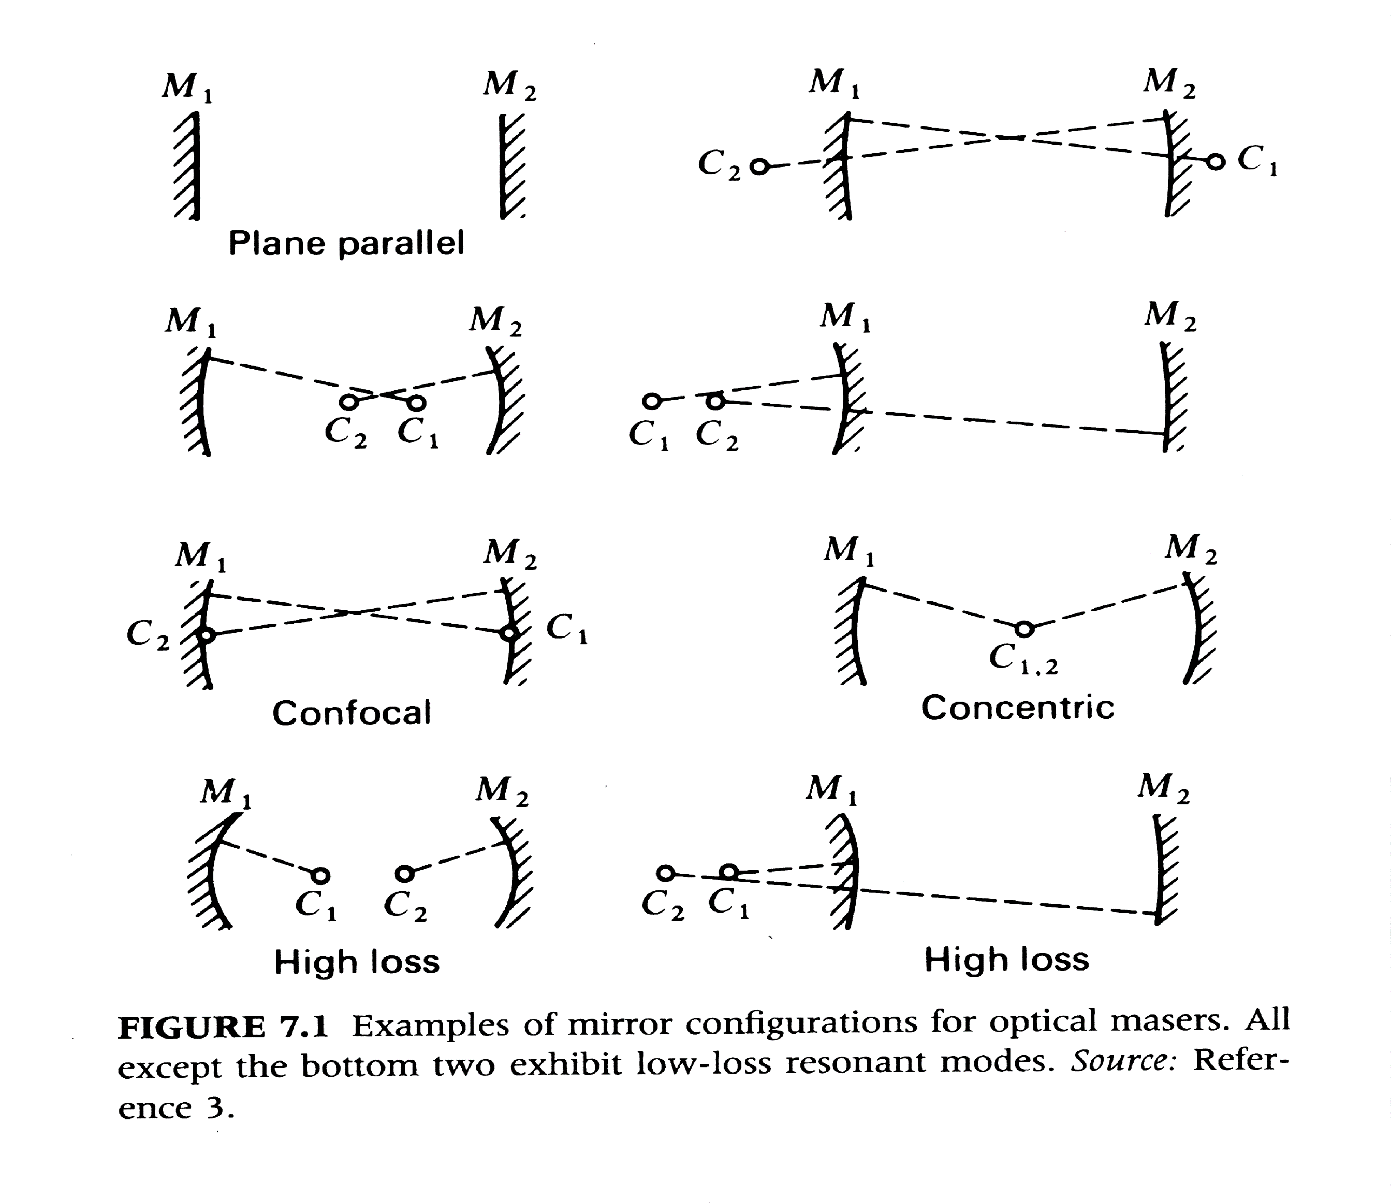 M₁ M₂
Plane parallel
M₁ M₂
C₂ C₁
M₁ M₂
C₂ C₁
M₁ M₂
C₁ C₂
M₁ M₂
C₂ C₁
Confocal
M₁ M₂
C₁,₂
Concentric
M₁ M₂
C₁ C₂
High loss
M₁ M₂
C₂ C₁
High loss
FIGURE 7.1 Examples of mirror configurations for optical masers. All
except the bottom two exhibit low-loss resonant modes. Source: Refer-
ence 3.